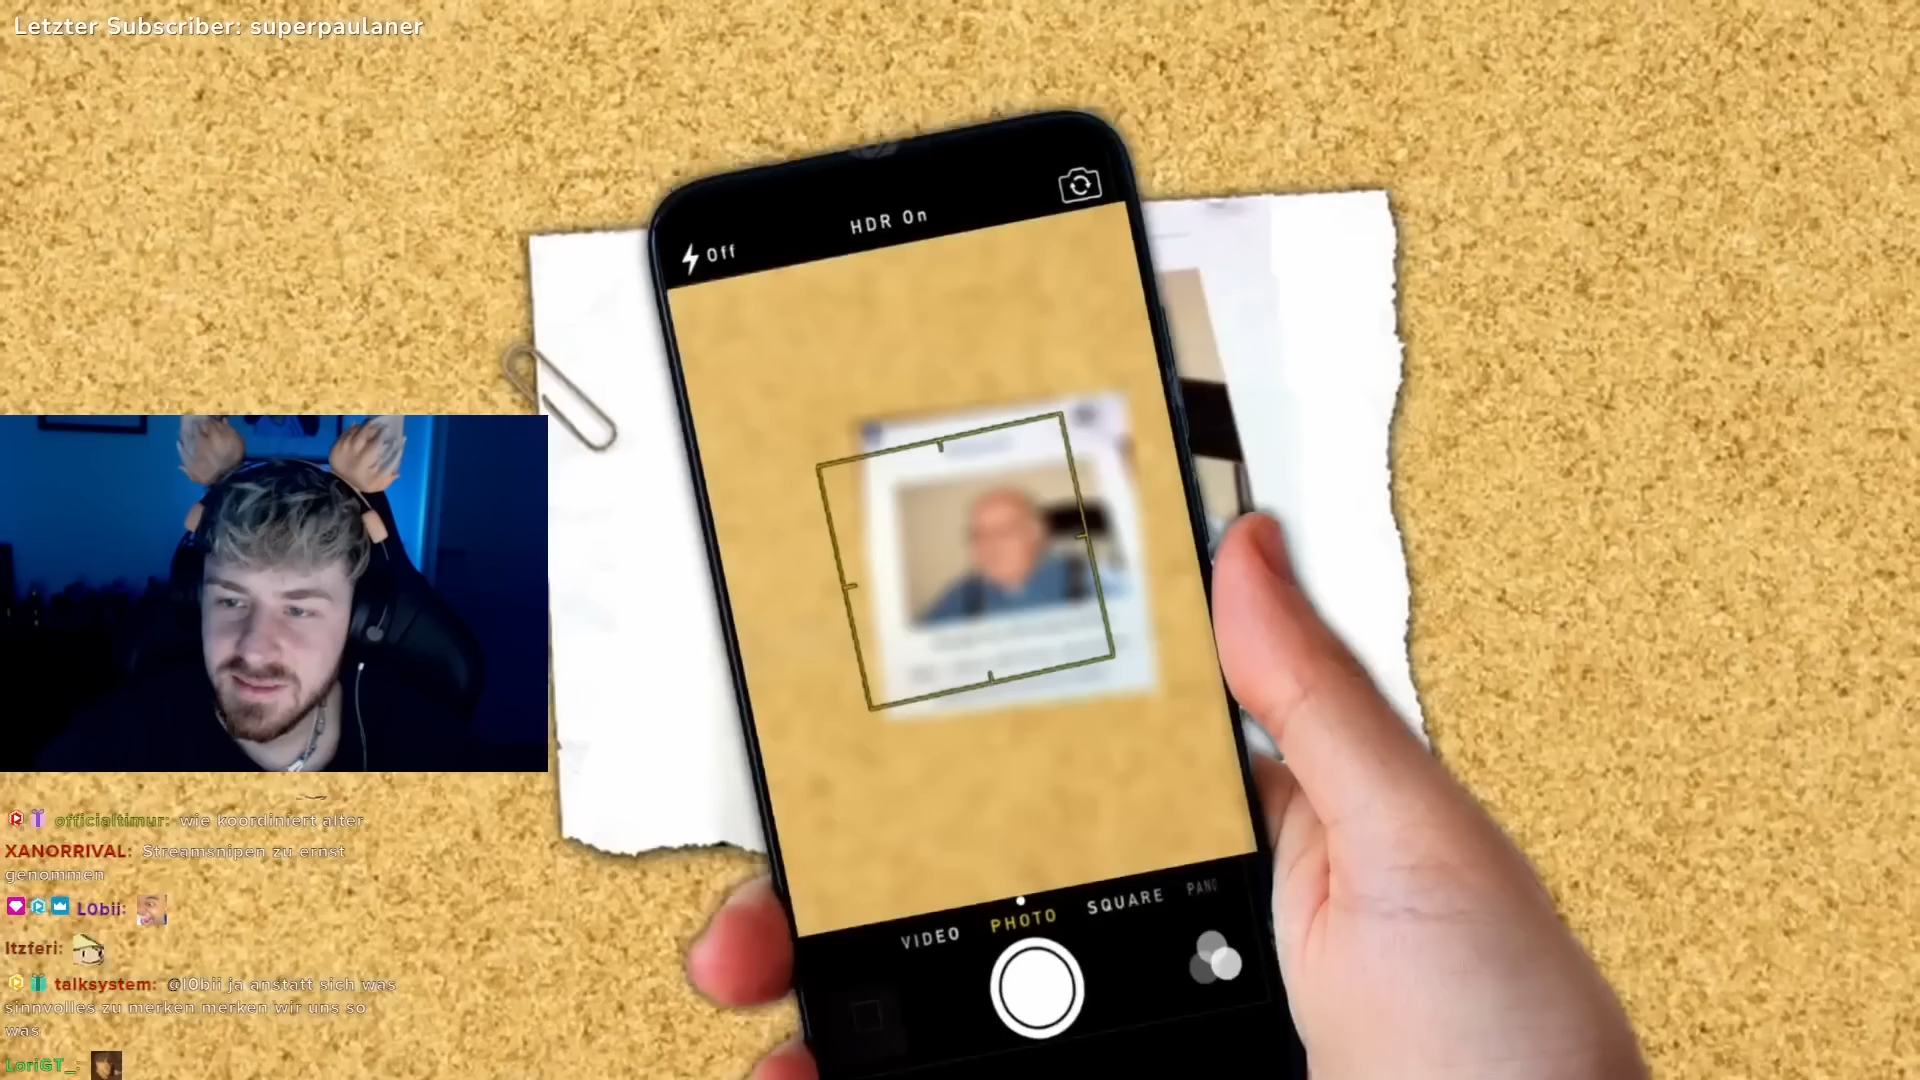 Letzter Subscriber: superpaulaner
HDR On
Off
VIDEO PHOTO SQUARE PANO
officialtimur: wie koordiniert alter
XANORRIVAL: Streamsnipen zu ernst
genommen
L0bii:
Itzferi:
talksystem: @l0bii ja anstatt sich was
sinnvolles zu merken merken wir uns so
was
LoriGT_: